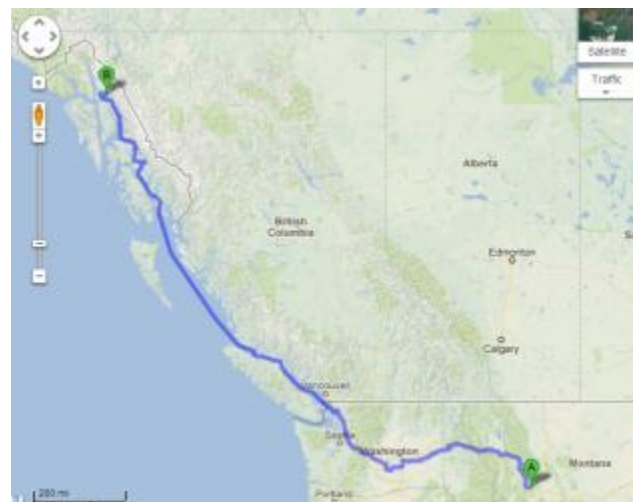 Satellite
Traffic
B
Alberta
British
Columbia
Edmonton
Calgary
Vancouver
Seattle
Washington
A
Montana
Portland
200 mi